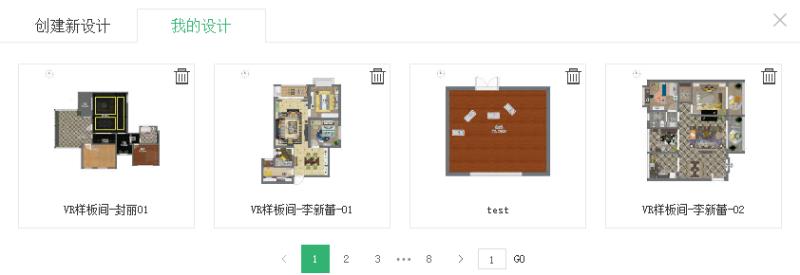 创建新设计
我的设计
VR样板间-封丽01
VR样板间-李新蕾-01
test
VR样板间-李新蕾-02
1 2 3 ••• 8 1 GO